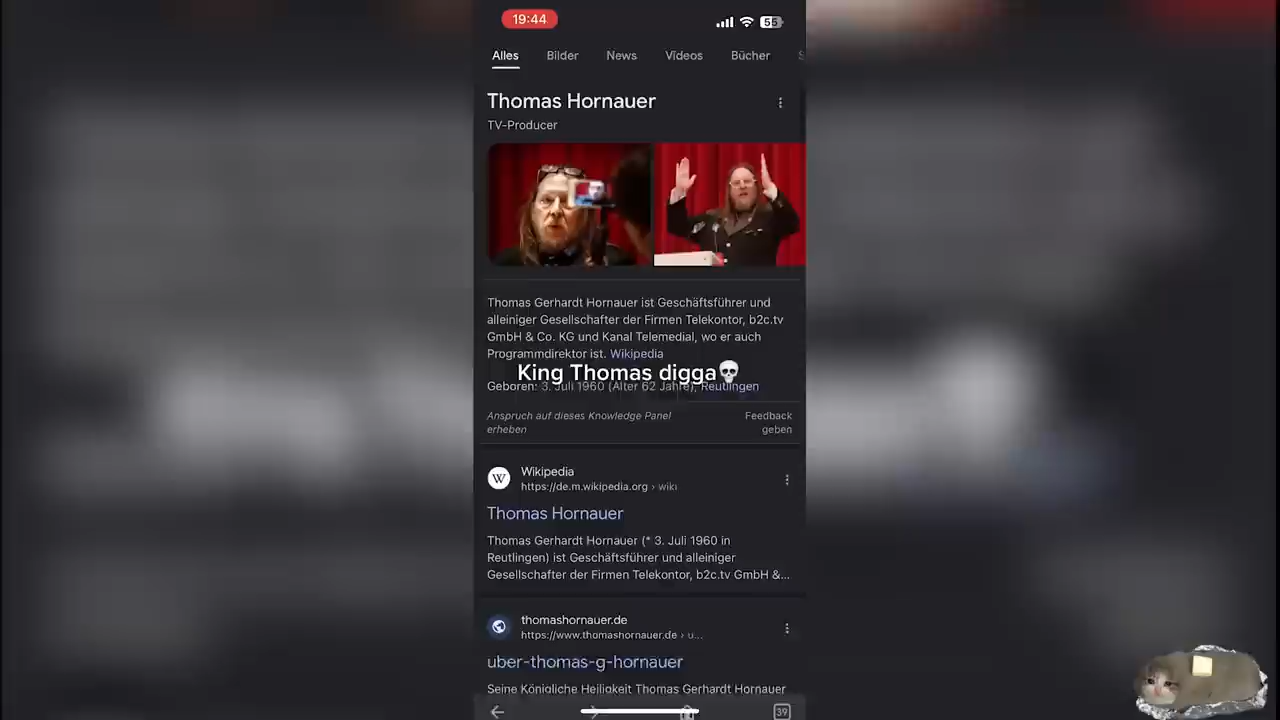 19:44
55
Alles Bilder News Videos Bücher
Thomas Hornauer
TV-Producer
Thomas Gerhardt Hornauer ist Geschäftsführer und
alleiniger Gesellschafter der Firmen Telekontor, b2c.tv
GmbH & Co. KG und Kanal Telemedial, wo er auch
Programmdirektor ist. Wikipedia
King Thomas digga💀
Geboren: 3. Juli 1960 (Alter 62 Jahre), Reutlingen
Anspruch auf dieses Knowledge Panel
erheben
Feedback
geben
W
Wikipedia
https://de.m.wikipedia.org › wiki
Thomas Hornauer
Thomas Gerhardt Hornauer (* 3. Juli 1960 in
Reutlingen) ist Geschäftsführer und alleiniger
Gesellschafter der Firmen Telekontor, b2c.tv GmbH &...
thomashornauer.de
https://www.thomashornauer.de › u...
uber-thomas-g-hornauer
Seine Königliche Heiligkeit Thomas Gerhardt Hornauer
39